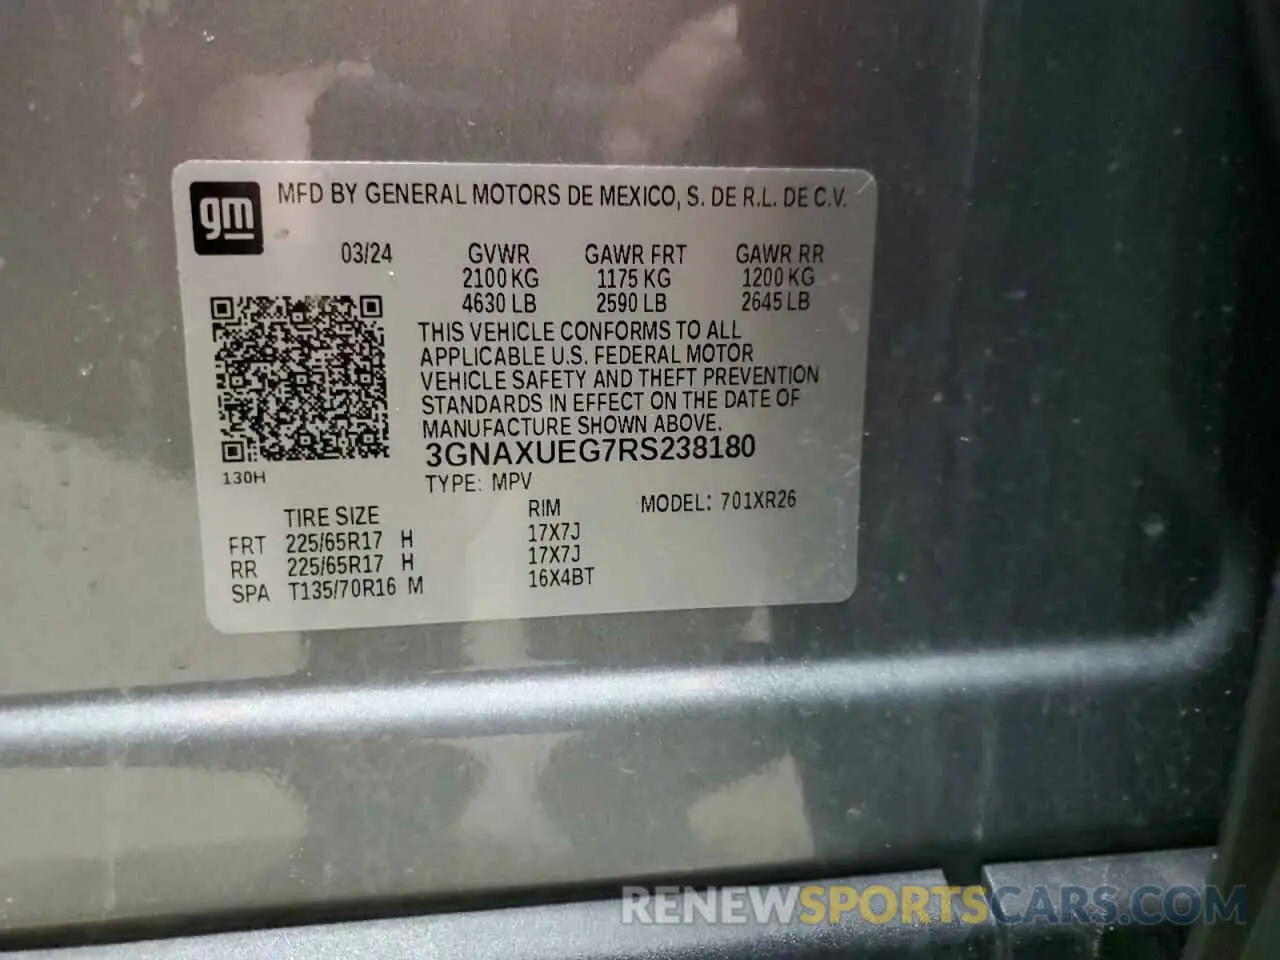 gm MFD BY GENERAL MOTORS DE MEXICO, S. DE R.L. DE C.V.
03/24 GVWR GAWR FRT GAWR RR
2100 KG 1175 KG 1200 KG
4630 LB 2590 LB 2645 LB
THIS VEHICLE CONFORMS TO ALL
APPLICABLE U.S. FEDERAL MOTOR
VEHICLE SAFETY AND THEFT PREVENTION
STANDARDS IN EFFECT ON THE DATE OF
MANUFACTURE SHOWN ABOVE.
3GNAXUEG7RS238180
130H
TYPE: MPV
TIRE SIZE RIM MODEL: 701XR26
FRT 225/65R17 H 17X7J
RR 225/65R17 H 17X7J
SPA T135/70R16 M 16X4BT
RENEWSPORTSCARS.COM